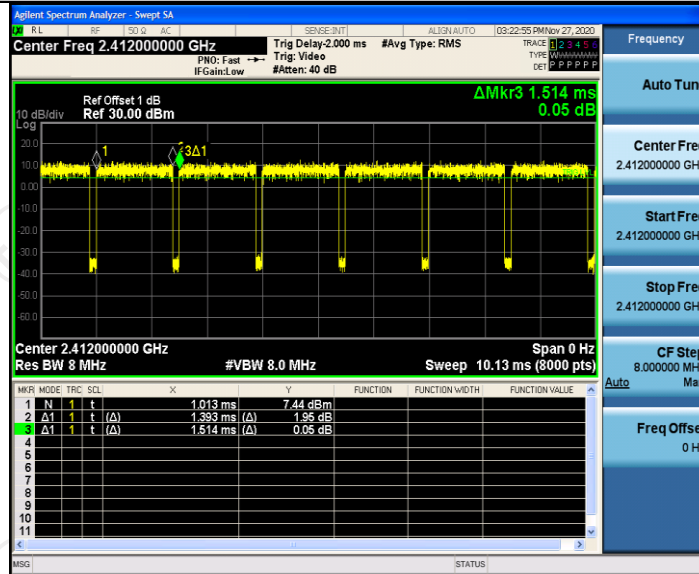 Agilent Spectrum Analyzer - Swept SA
RL RF 50 Ω AC SENSE:INT ALIGN AUTO 03:22:55 PM Nov 27, 2020
Center Freq 2.412000000 GHz Trig Delay-2.000 ms #Avg Type: RMS TRACE 1 2 3 4 5 6
PNO: Fast Trig: Video TYPE
IFGain:Low #Atten: 40 dB DET P P P P P P
ΔMkr3 1.514 ms
0.05 dB
Ref Offset 1 dB
10 dB/div Ref 30.00 dBm
Log
20.0
1
3Δ1
10.0
0.00
-10.0
-20.0
-30.0
-40.0
-50.0
-60.0
Center 2.412000000 GHz Span 0 Hz
Res BW 8 MHz #VBW 8.0 MHz Sweep 10.13 ms (8000 pts)
MKR MODE TRC SCL X Y FUNCTION FUNCTION WIDTH FUNCTION VALUE
1 N 1 t 1.013 ms 7.44 dBm
2 Δ1 1 t (Δ) 1.393 ms (Δ) 1.95 dB
3 Δ1 1 t (Δ) 1.514 ms (Δ) 0.05 dB
4
5
6
7
8
9
10
11
MSG STATUS
Frequency
Auto Tun
Center Fre
2.412000000 GH
Start Fre
2.412000000 GH
Stop Fre
2.412000000 GH
CF Ste
8.000000 MH
Auto Ma
Freq Offse
0 H